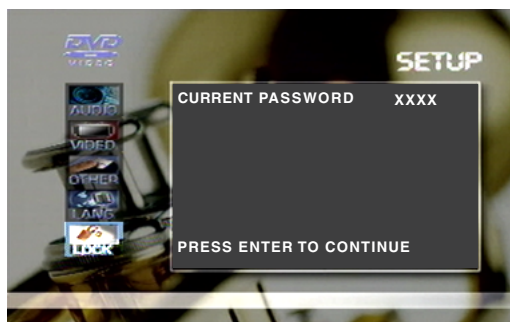 DVD
VIDEO
SETUP
AUDIO
VIDEO
OTHER
LANG
LOCK
CURRENT PASSWORD XXXX
PRESS ENTER TO CONTINUE